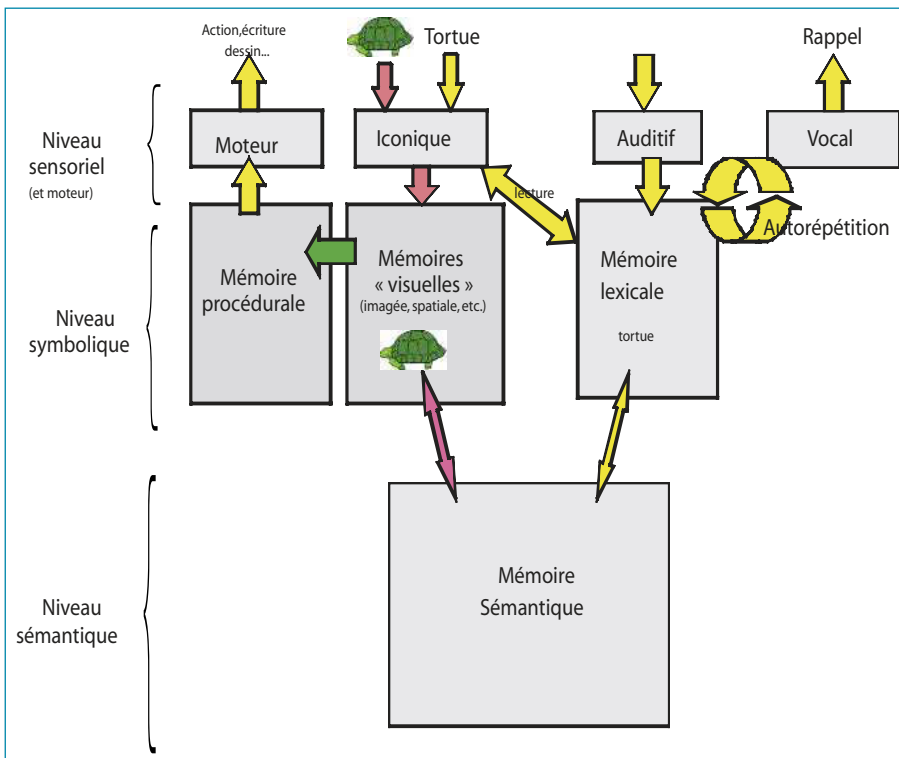 Action,écriture
dessin...
Tortue
Rappel
Niveau
sensoriel
(et moteur)
Moteur
Iconique
Auditif
Vocal
lecture
Autorépétition
Niveau
symbolique
Mémoire
procédurale
Mémoires
« visuelles »
(imagée, spatiale, etc.)
Mémoire
lexicale
tortue
Niveau
sémantique
Mémoire
Sémantique